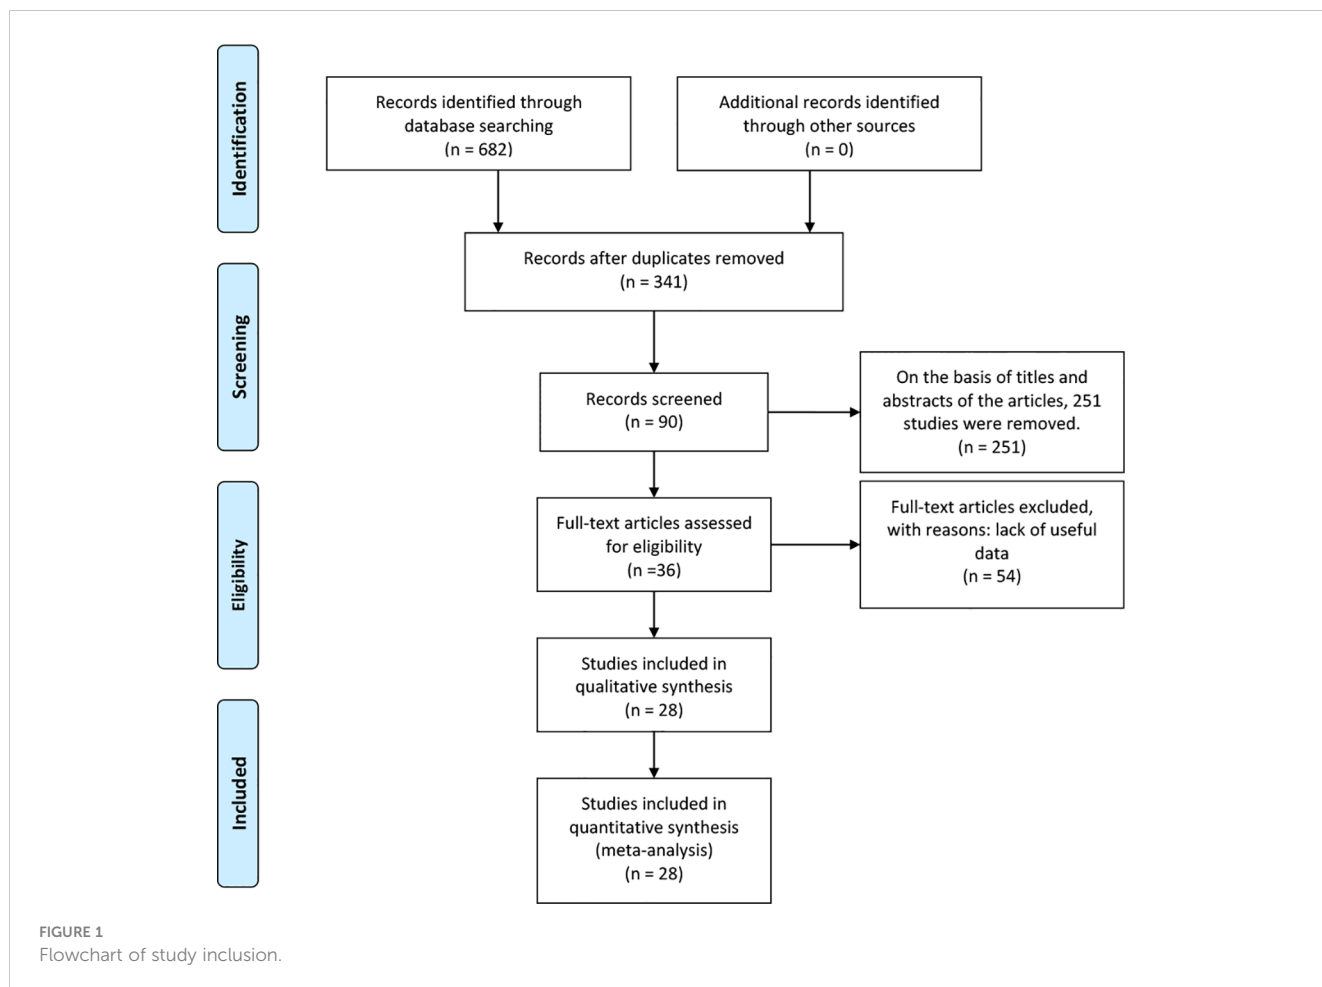 Identification
Records identified through
database searching
(n = 682)
Additional records identified
through other sources
(n = 0)
Records after duplicates removed
(n = 341)
Screening
Records screened
(n = 90)
On the basis of titles and
abstracts of the articles, 251
studies were removed.
(n = 251)
Eligibility
Full-text articles assessed
for eligibility
(n =36)
Full-text articles excluded,
with reasons: lack of useful
data
(n = 54)
Studies included in
qualitative synthesis
(n = 28)
Included
Studies included in
quantitative synthesis
(meta-analysis)
(n = 28)
FIGURE 1
Flowchart of study inclusion.